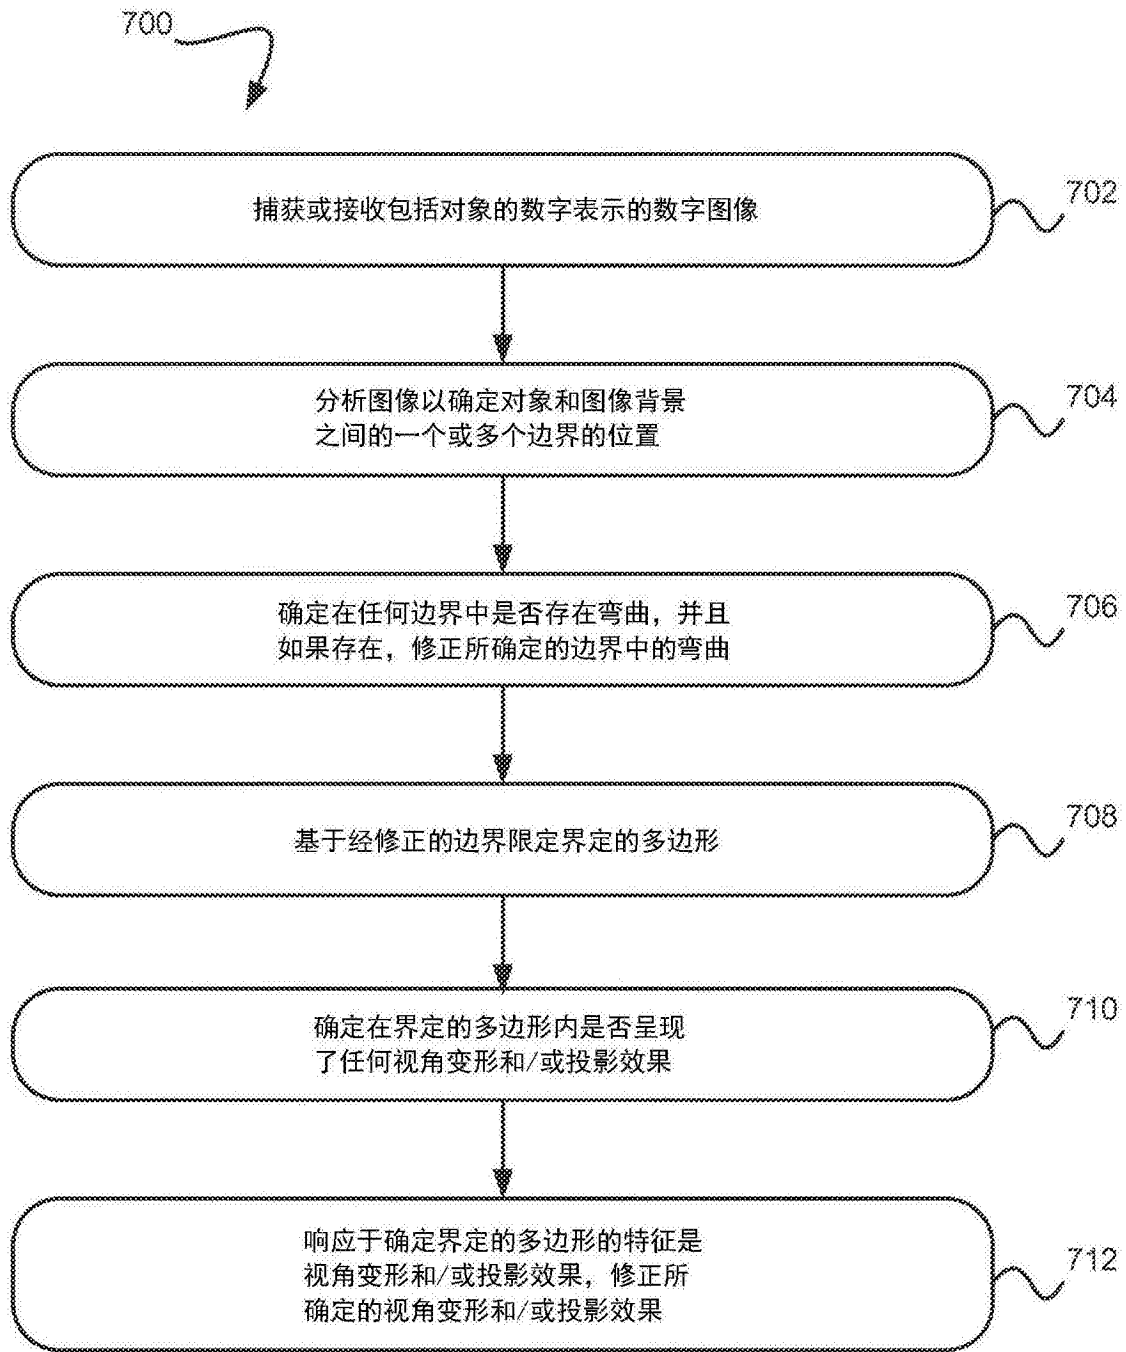 700
捕获或接收包括对象的数字表示的数字图像
702
分析图像以确定对象和图像背景
之间的一个或多个边界的位置
704
确定在任何边界中是否存在弯曲，并且
如果存在，修正所确定的边界中的弯曲
706
基于经修正的边界限定界定的多边形
708
确定在界定的多边形内是否呈现
了任何视角变形和/或投影效果
710
响应于确定界定的多边形的特征是
视角变形和/或投影效果，修正所
确定的视角变形和/或投影效果
712